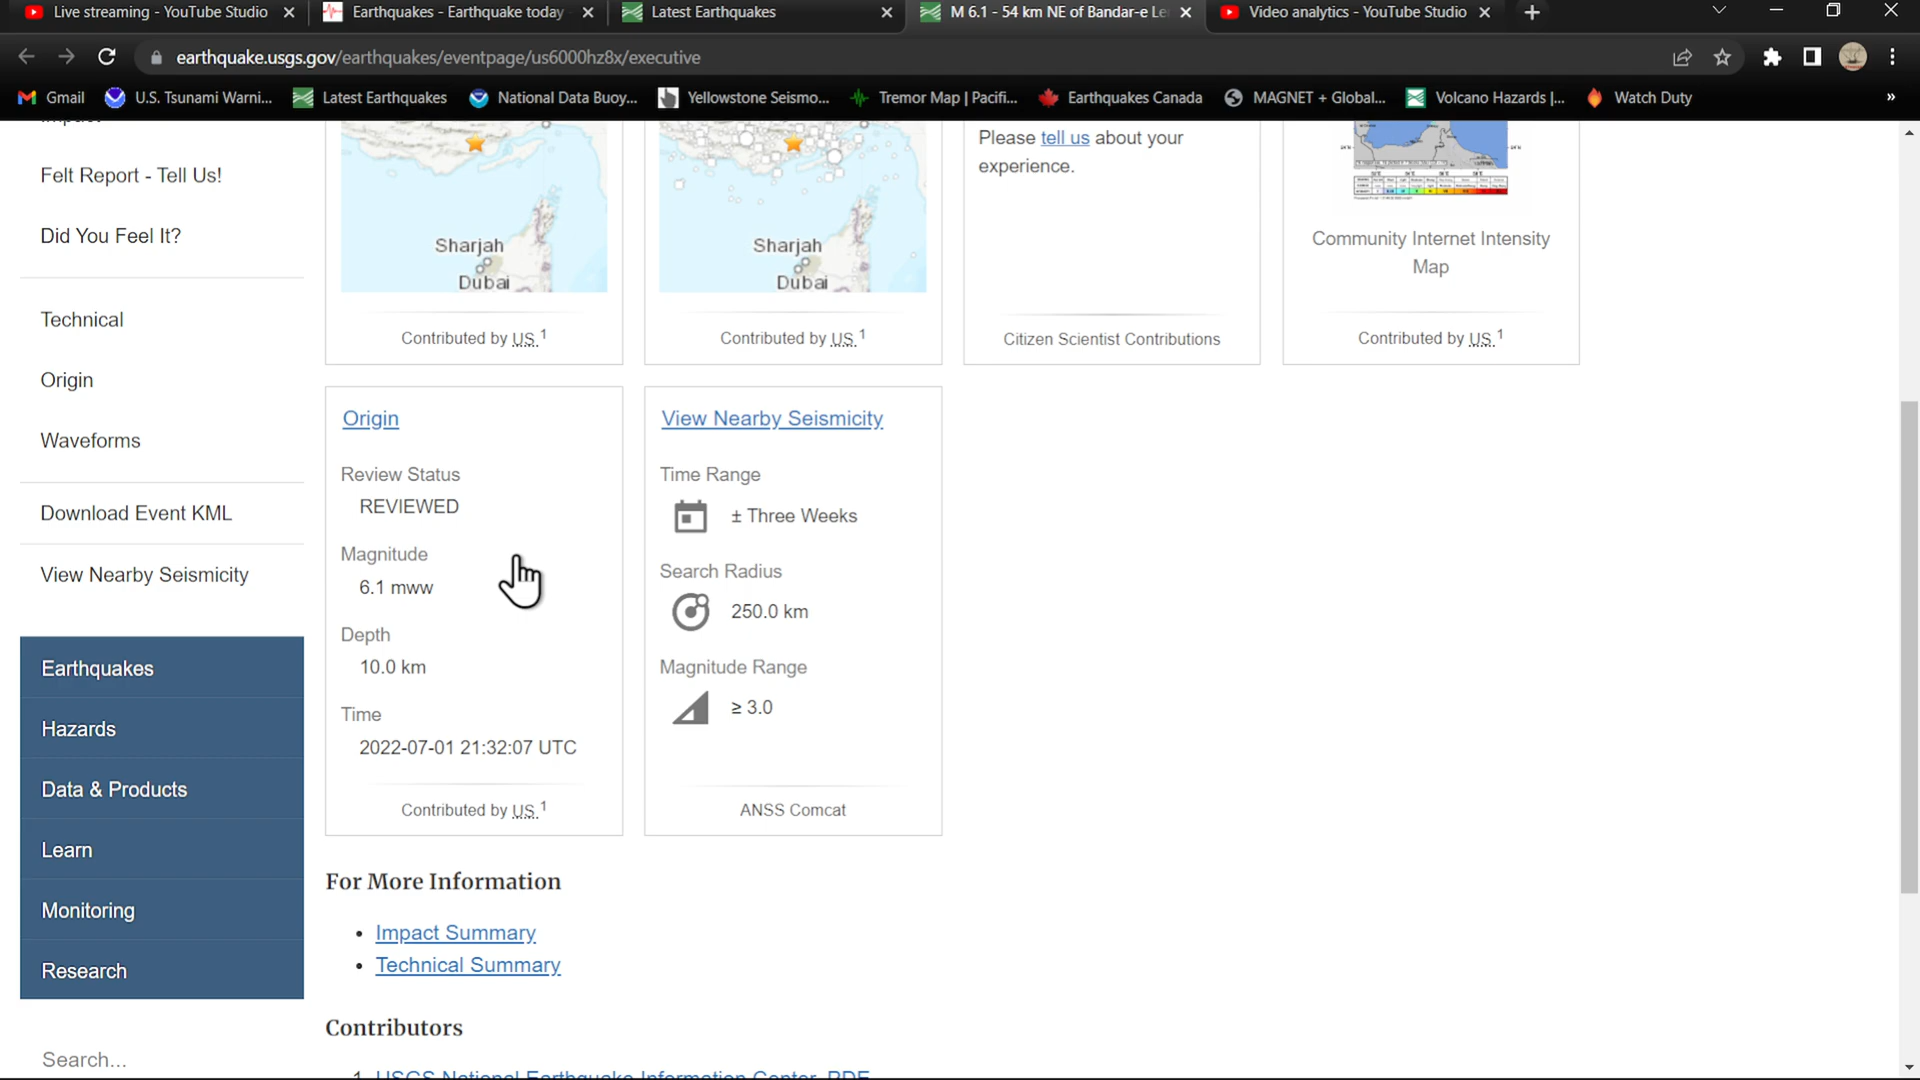 Live streaming - YouTube Studio
Earthquakes - Earthquake today
Latest Earthquakes
M 6.1 - 54 km NE of Bandar-e Le
Video analytics - YouTube Studio
earthquake.usgs.gov/earthquakes/eventpage/us6000hz8x/executive
Gmail
U.S. Tsunami Warni...
Latest Earthquakes
National Data Buoy...
Yellowstone Seismo...
Tremor Map | Pacifi...
Earthquakes Canada
MAGNET + Global...
Volcano Hazards |...
Watch Duty
»
Felt Report - Tell Us!
Did You Feel It?
Technical
Origin
Waveforms
Download Event KML
View Nearby Seismicity
Earthquakes
Hazards
Data & Products
Learn
Monitoring
Research
Search...
Sharjah
Dubai
Contributed by US 1
Sharjah
Dubai
Contributed by US 1
Please tell us about your
experience.
Citizen Scientist Contributions
Community Internet Intensity
Map
Contributed by US 1
Origin
Review Status
REVIEWED
Magnitude
6.1 mww
Depth
10.0 km
Time
2022-07-01 21:32:07 UTC
Contributed by US 1
View Nearby Seismicity
Time Range
± Three Weeks
Search Radius
250.0 km
Magnitude Range
≥ 3.0
ANSS Comcat
For More Information
• Impact Summary
• Technical Summary
Contributors
1. USGS National Earthquake Information Center, PDE